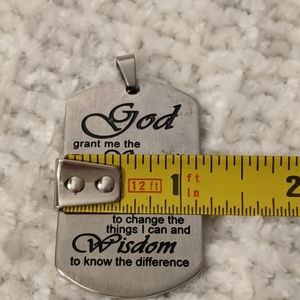 God
grant me the
12 ft 1 ft in 2
to change the
things I can and
Wisdom
to know the difference